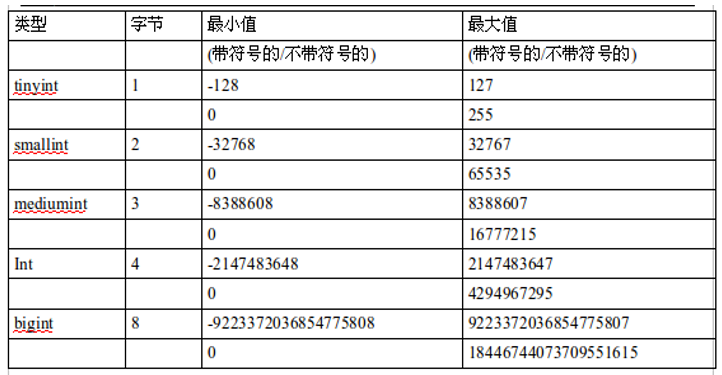 类型 字节 最小值 最大值
(带符号的/不带符号的) (带符号的/不带符号的)
tinyint 1 -128 127
0 255
smallint 2 -32768 32767
0 65535
mediumint 3 -8388608 8388607
0 16777215
Int 4 -2147483648 2147483647
0 4294967295
bigint 8 -9223372036854775808 9223372036854775807
0 18446744073709551615